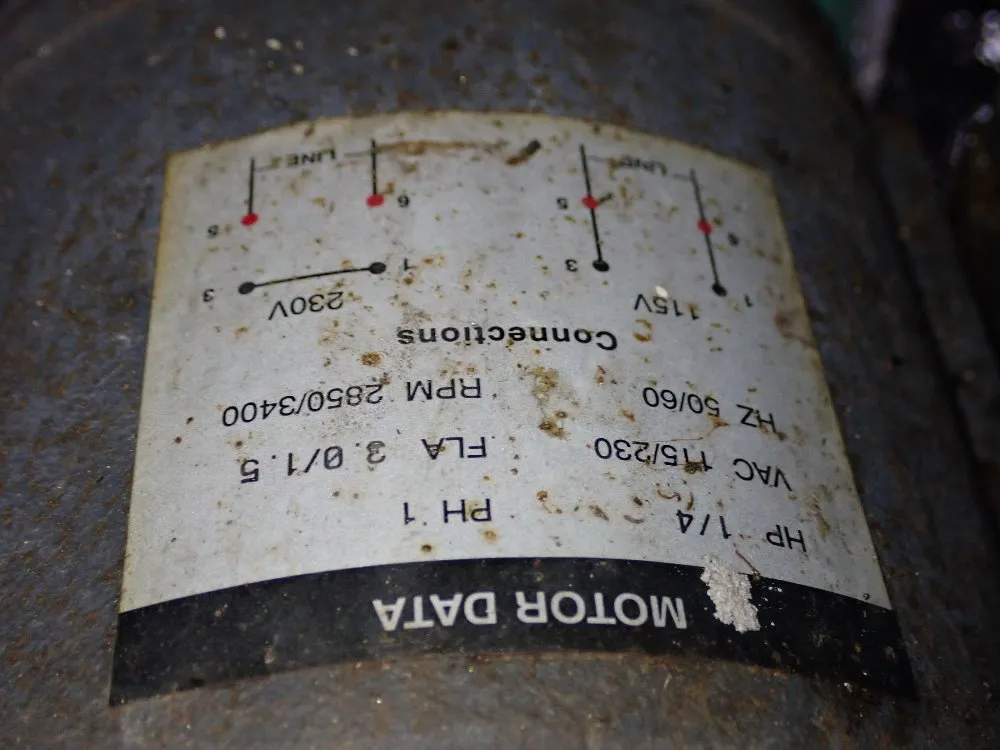 MOTOR DATA
HP 1/4 PH 1
VAC 115/230 FLA 3.0/1.5
HZ 50/60 RPM 2850/3400
Connections
115V 230V
1 3 1 3
6 5 6 5
LINE LINE